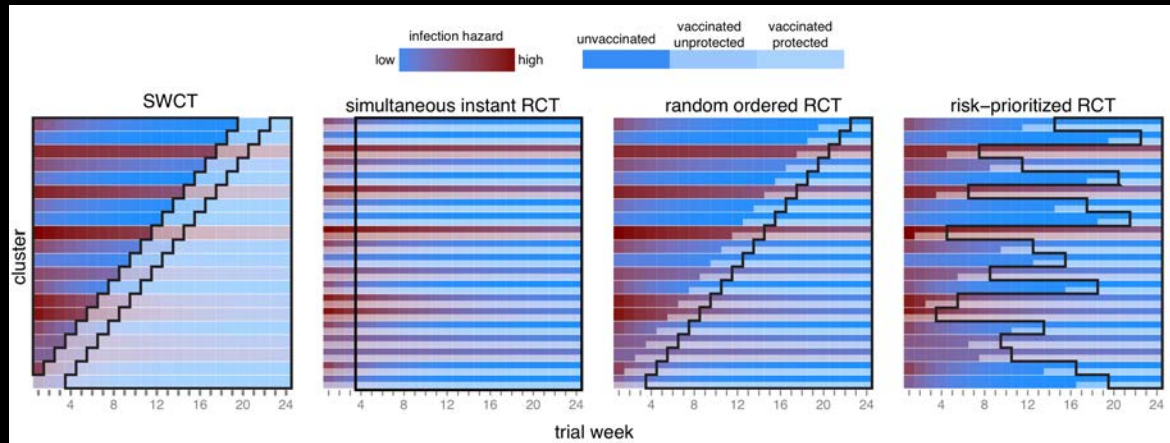 infection hazard
low
high
unvaccinated
vaccinated
unprotected
vaccinated
protected
SWCT
simultaneous instant RCT
random ordered RCT
risk−prioritized RCT
cluster
4 8 12 16 20 24
4 8 12 16 20 24
4 8 12 16 20 24
4 8 12 16 20 24
trial week